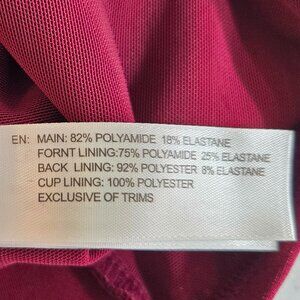 EN: MAIN: 82% POLYAMIDE 18% ELASTANE
FORNT LINING:75% POLYAMIDE 25% ELASTANE
BACK LINING: 92% POLYESTER 8% ELASTANE
CUP LINING: 100% POLYESTER
EXCLUSIVE OF TRIMS